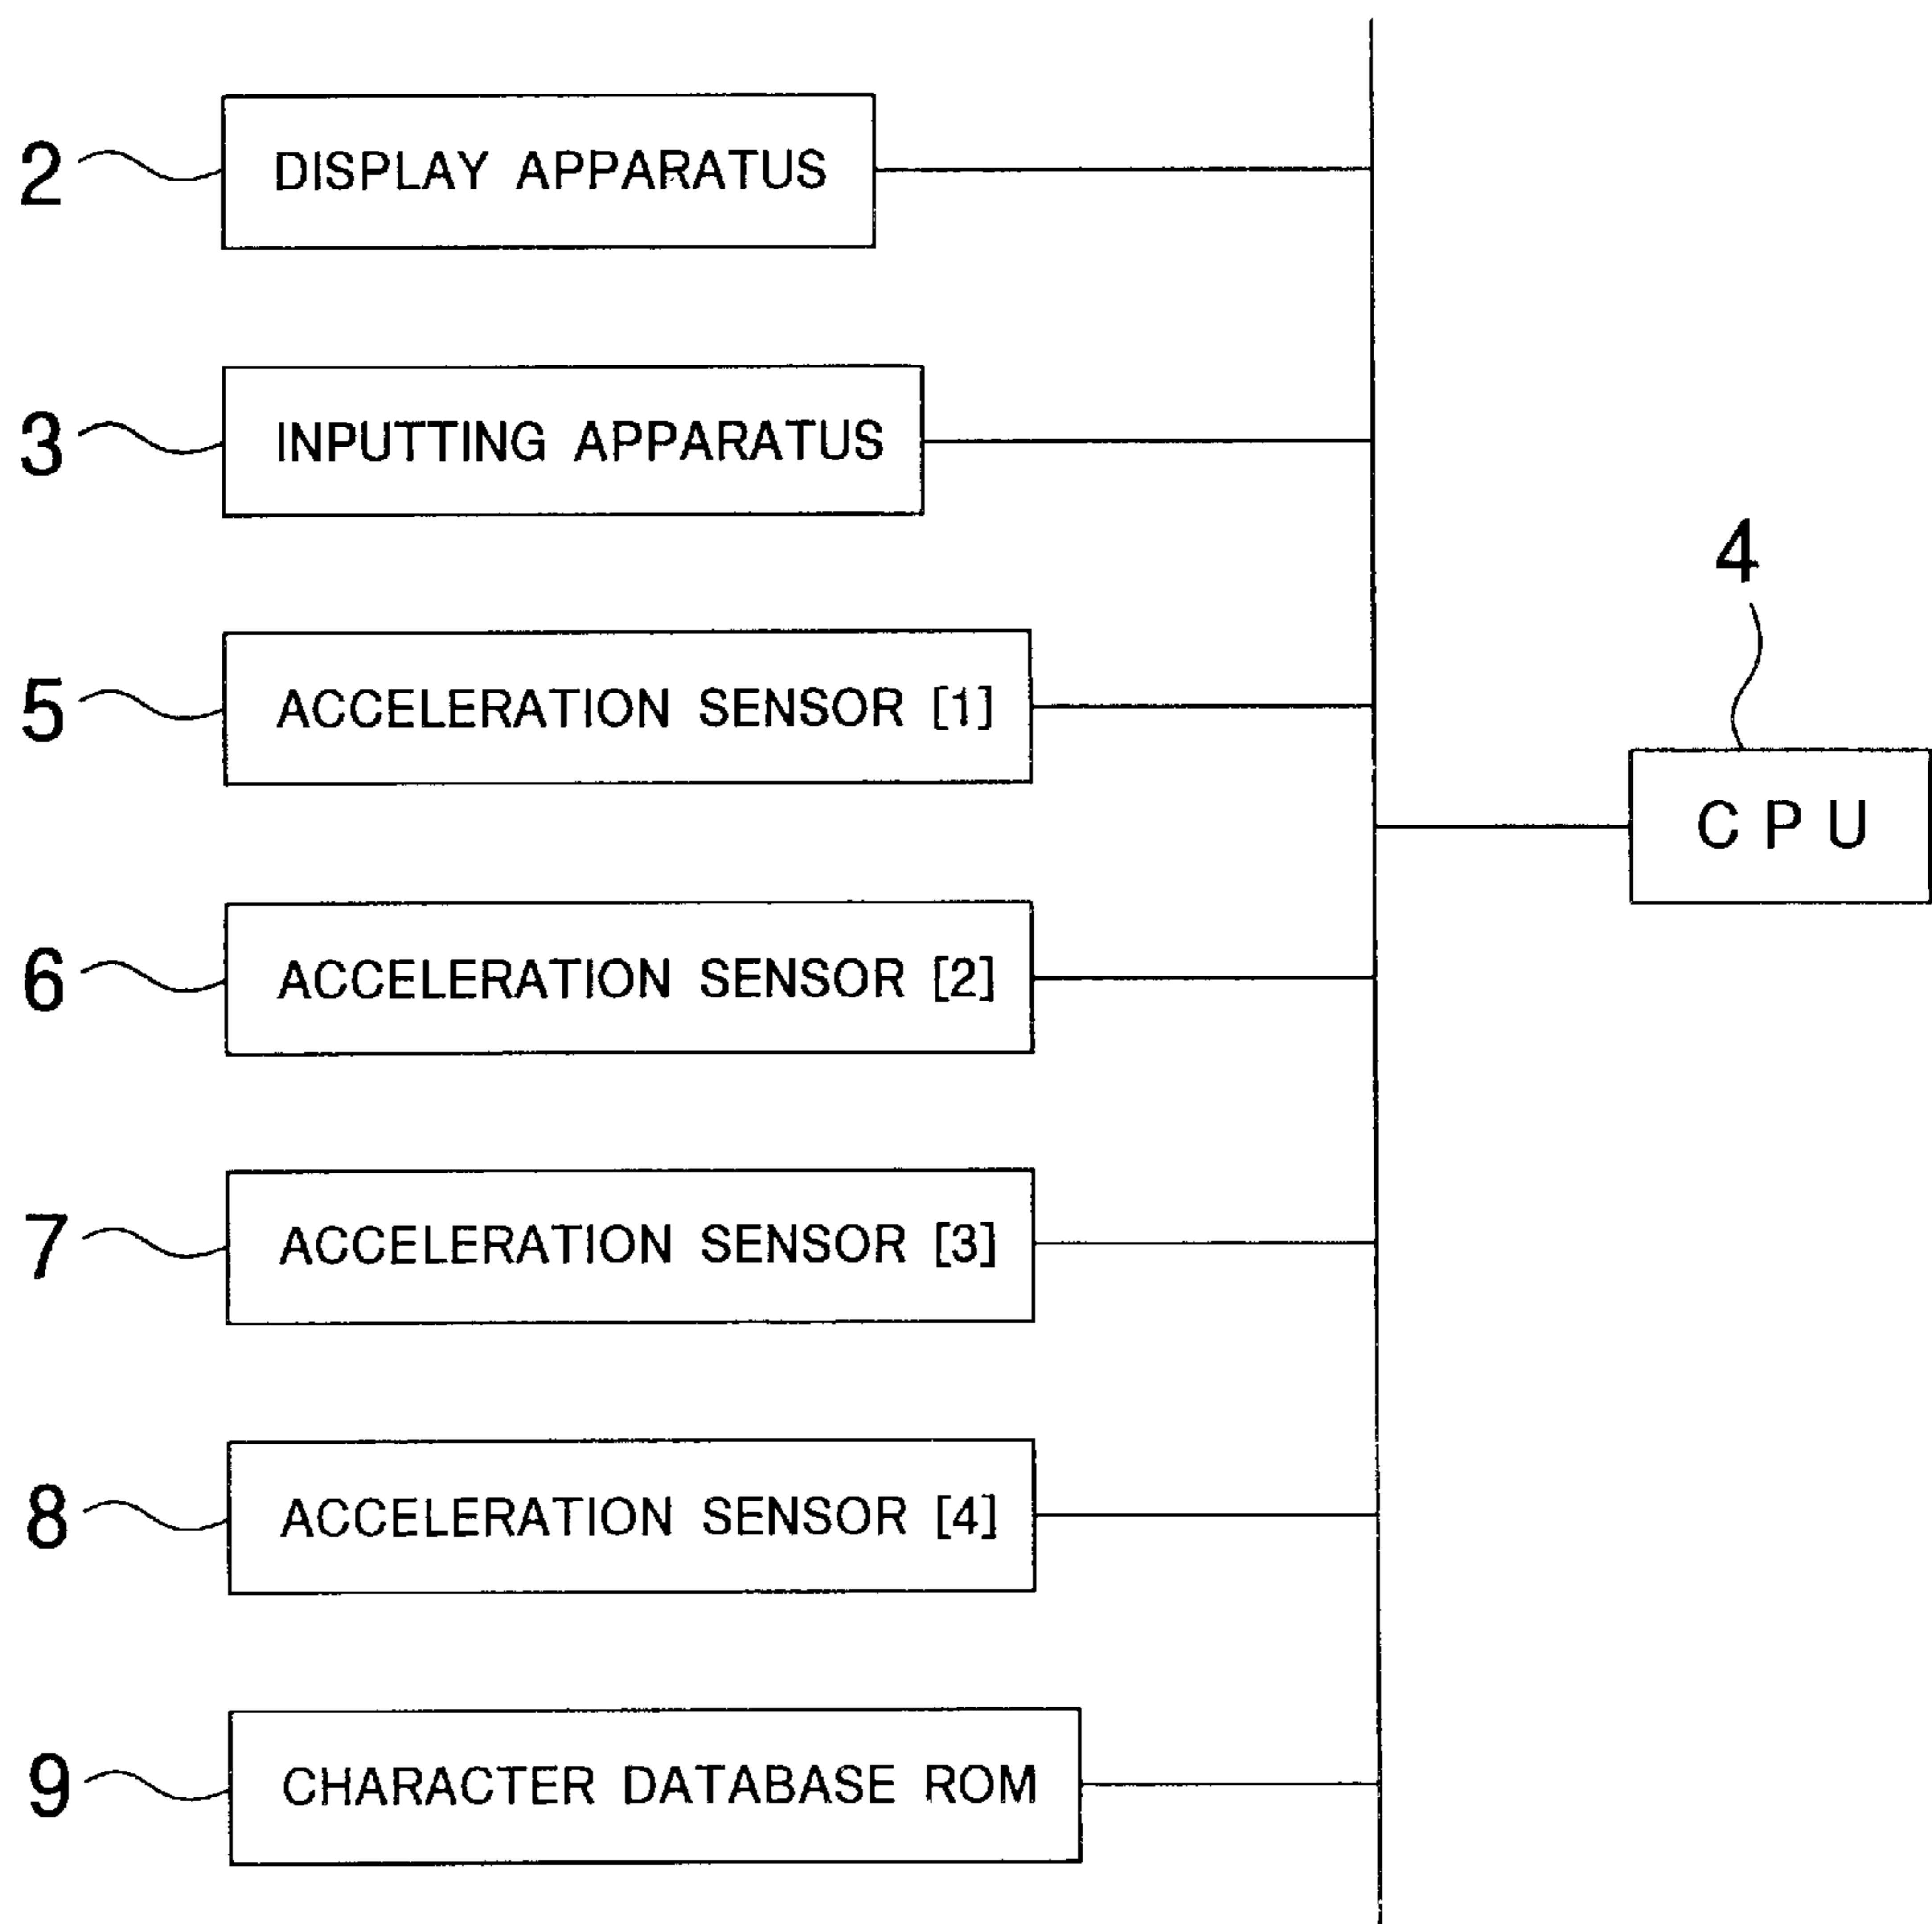 2 DISPLAY APPARATUS
3 INPUTTING APPARATUS
4
5 ACCELERATION SENSOR [1]
CPU
6 ACCELERATION SENSOR [2]
7 ACCELERATION SENSOR [3]
8 ACCELERATION SENSOR [4]
9 CHARACTER DATABASE ROM